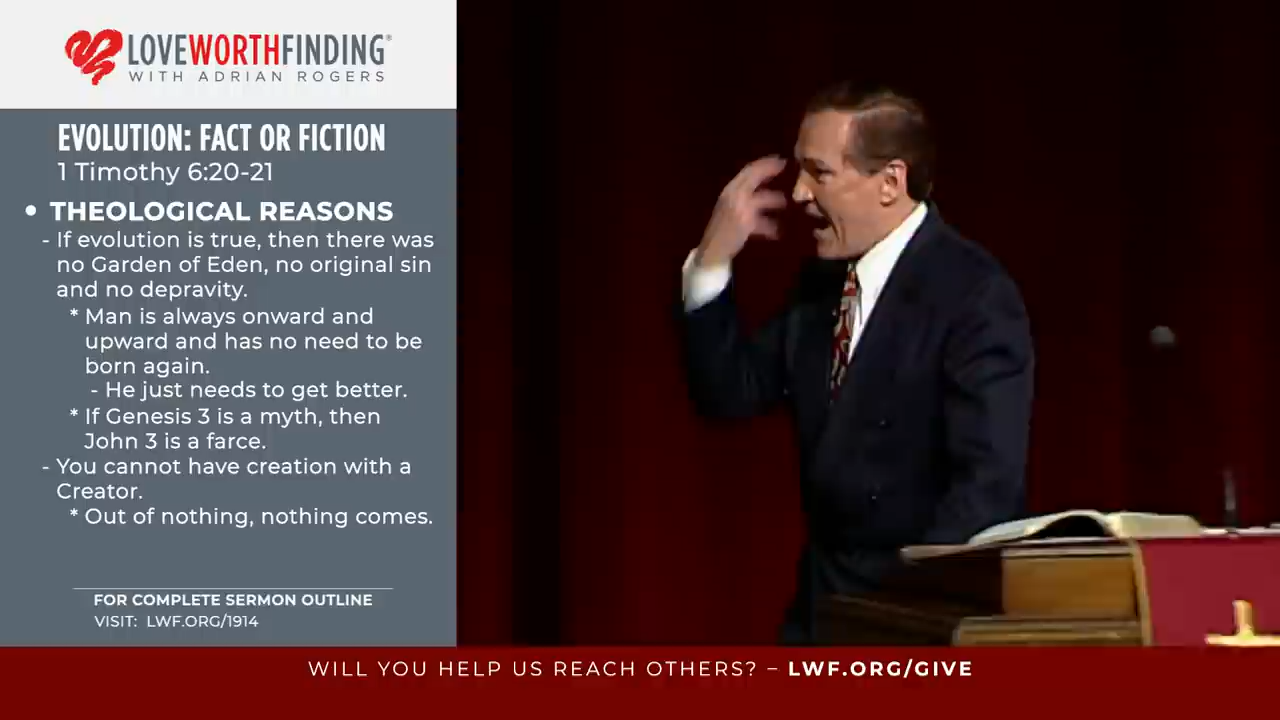 LOVEWORTHFINDING®
WITH ADRIAN ROGERS
EVOLUTION: FACT OR FICTION
1 Timothy 6:20-21
• THEOLOGICAL REASONS
- If evolution is true, then there was
no Garden of Eden, no original sin
and no depravity.
* Man is always onward and
upward and has no need to be
born again.
- He just needs to get better.
* If Genesis 3 is a myth, then
John 3 is a farce.
- You cannot have creation with a
Creator.
* Out of nothing, nothing comes.
FOR COMPLETE SERMON OUTLINE
VISIT: LWF.ORG/1914
WILL YOU HELP US REACH OTHERS? – LWF.ORG/GIVE